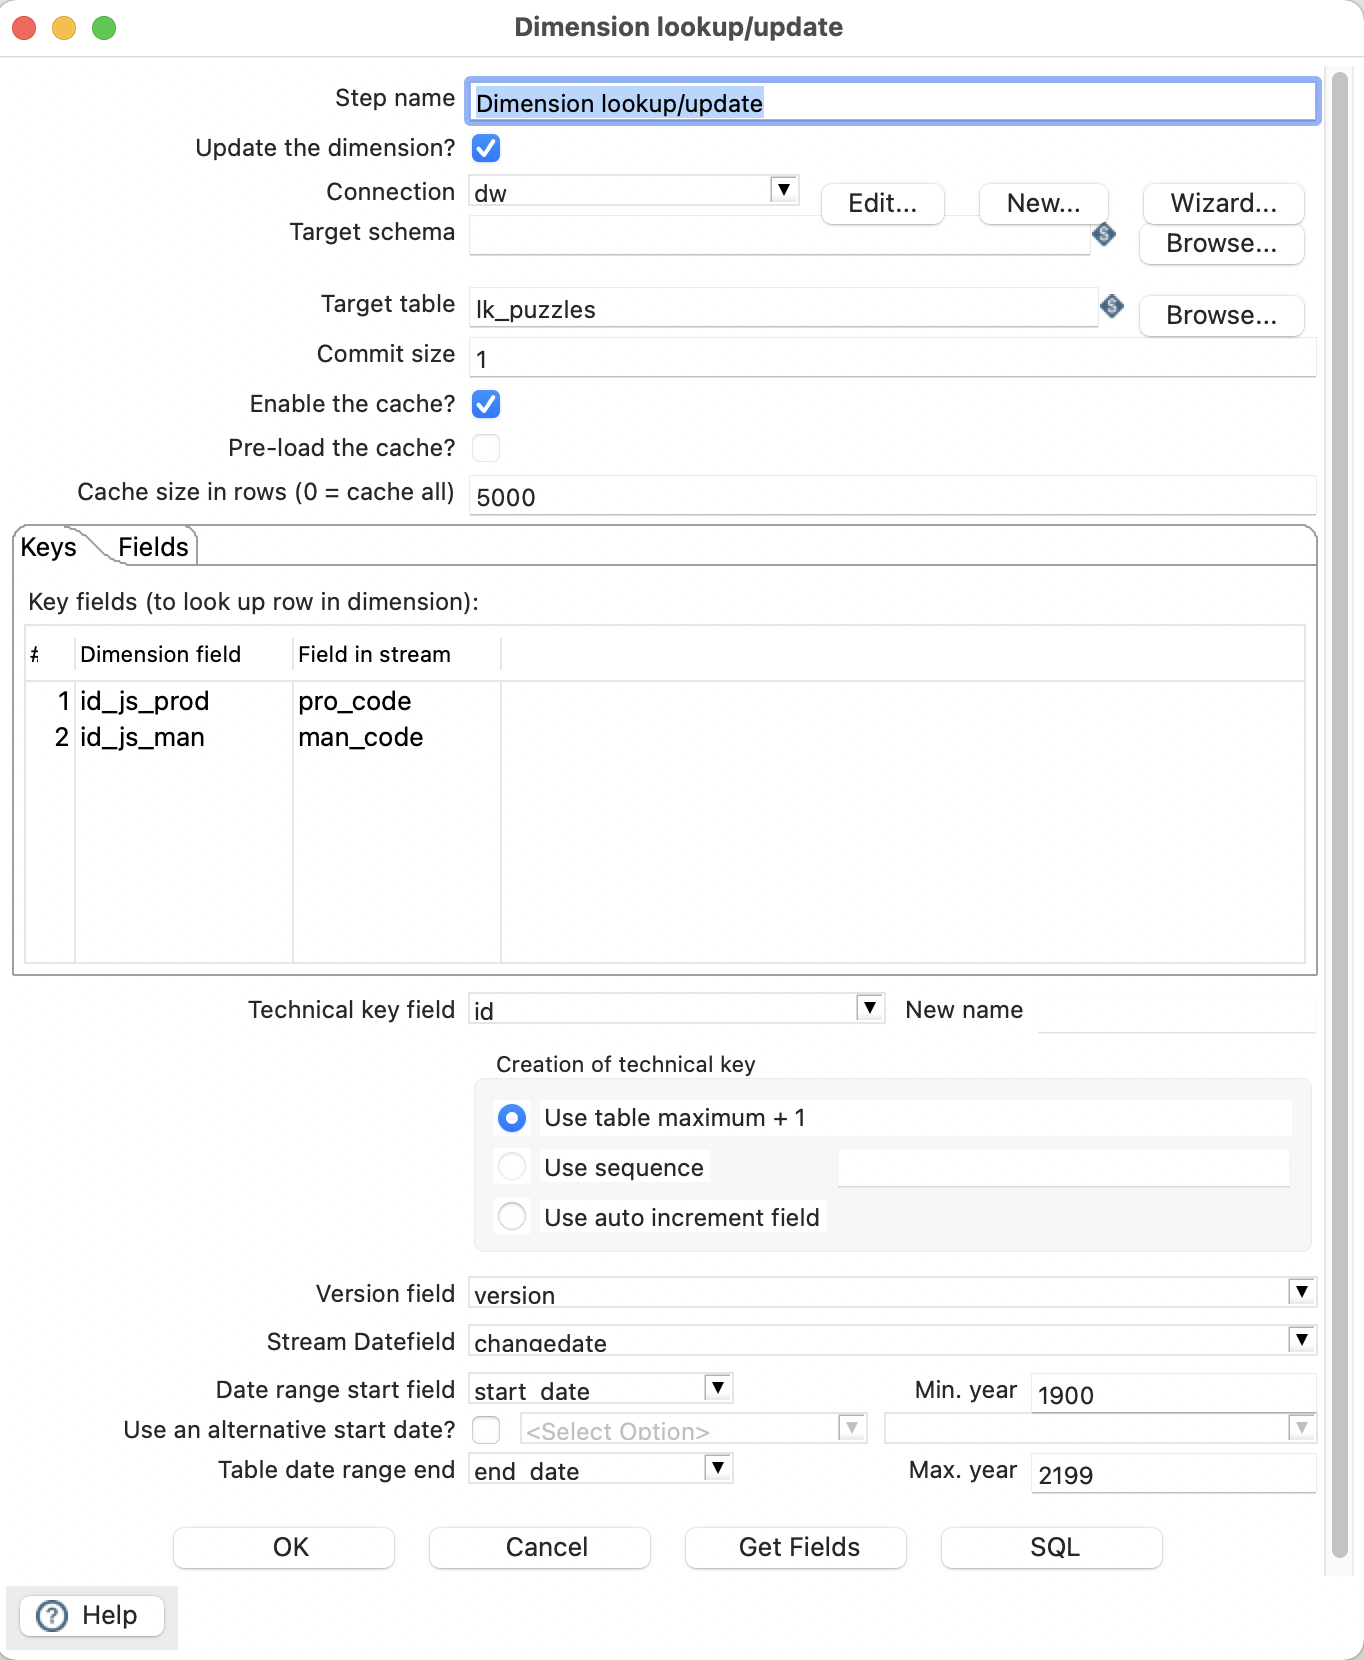 Dimension lookup/update
Step name Dimension lookup/update
Update the dimension?
Connection dw Edit... New... Wizard...
Target schema Browse...
Target table lk_puzzles Browse...
Commit size 1
Enable the cache?
Pre-load the cache?
Cache size in rows (0 = cache all) 5000
Keys Fields
Key fields (to look up row in dimension):
# Dimension field Field in stream
1 id_js_prod pro_code
2 id_js_man man_code
Technical key field id New name
Creation of technical key
Use table maximum + 1
Use sequence
Use auto increment field
Version field version
Stream Datefield changedate
Date range start field start_date Min. year 1900
Use an alternative start date? <Select Option>
Table date range end end_date Max. year 2199
OK Cancel Get Fields SQL
Help